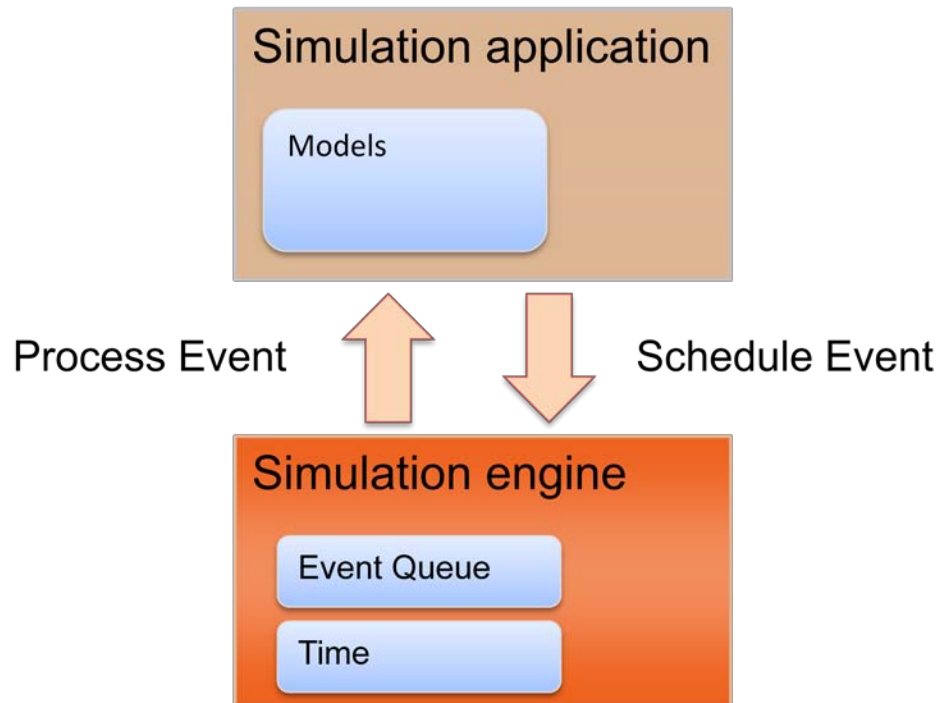 Simulation application
Models
Process Event
Schedule Event
Simulation engine
Event Queue
Time